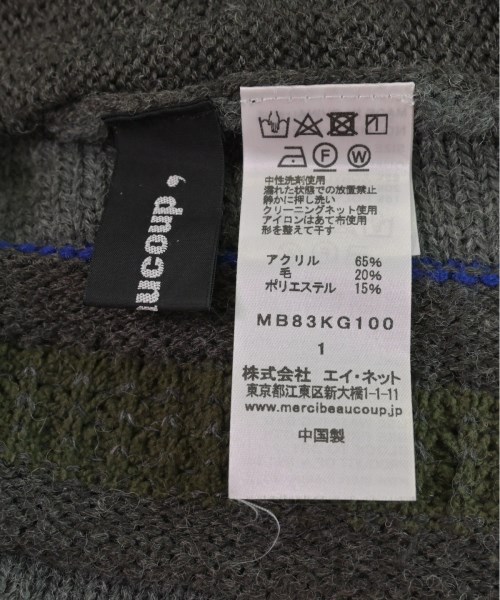 ucoup,
F
W
中性洗剤使用
濡れた状態での放置禁止
静かに押し洗い
クリーニングネット使用
アイロンはあて布使用
形を整えて干す
アクリル 65%
毛 20%
ポリエステル 15%
MB83KG100
1
株式会社 エイ・ネット
東京都江東区新大橋1-1-11
www.mercibeaucoup.jp
中国製